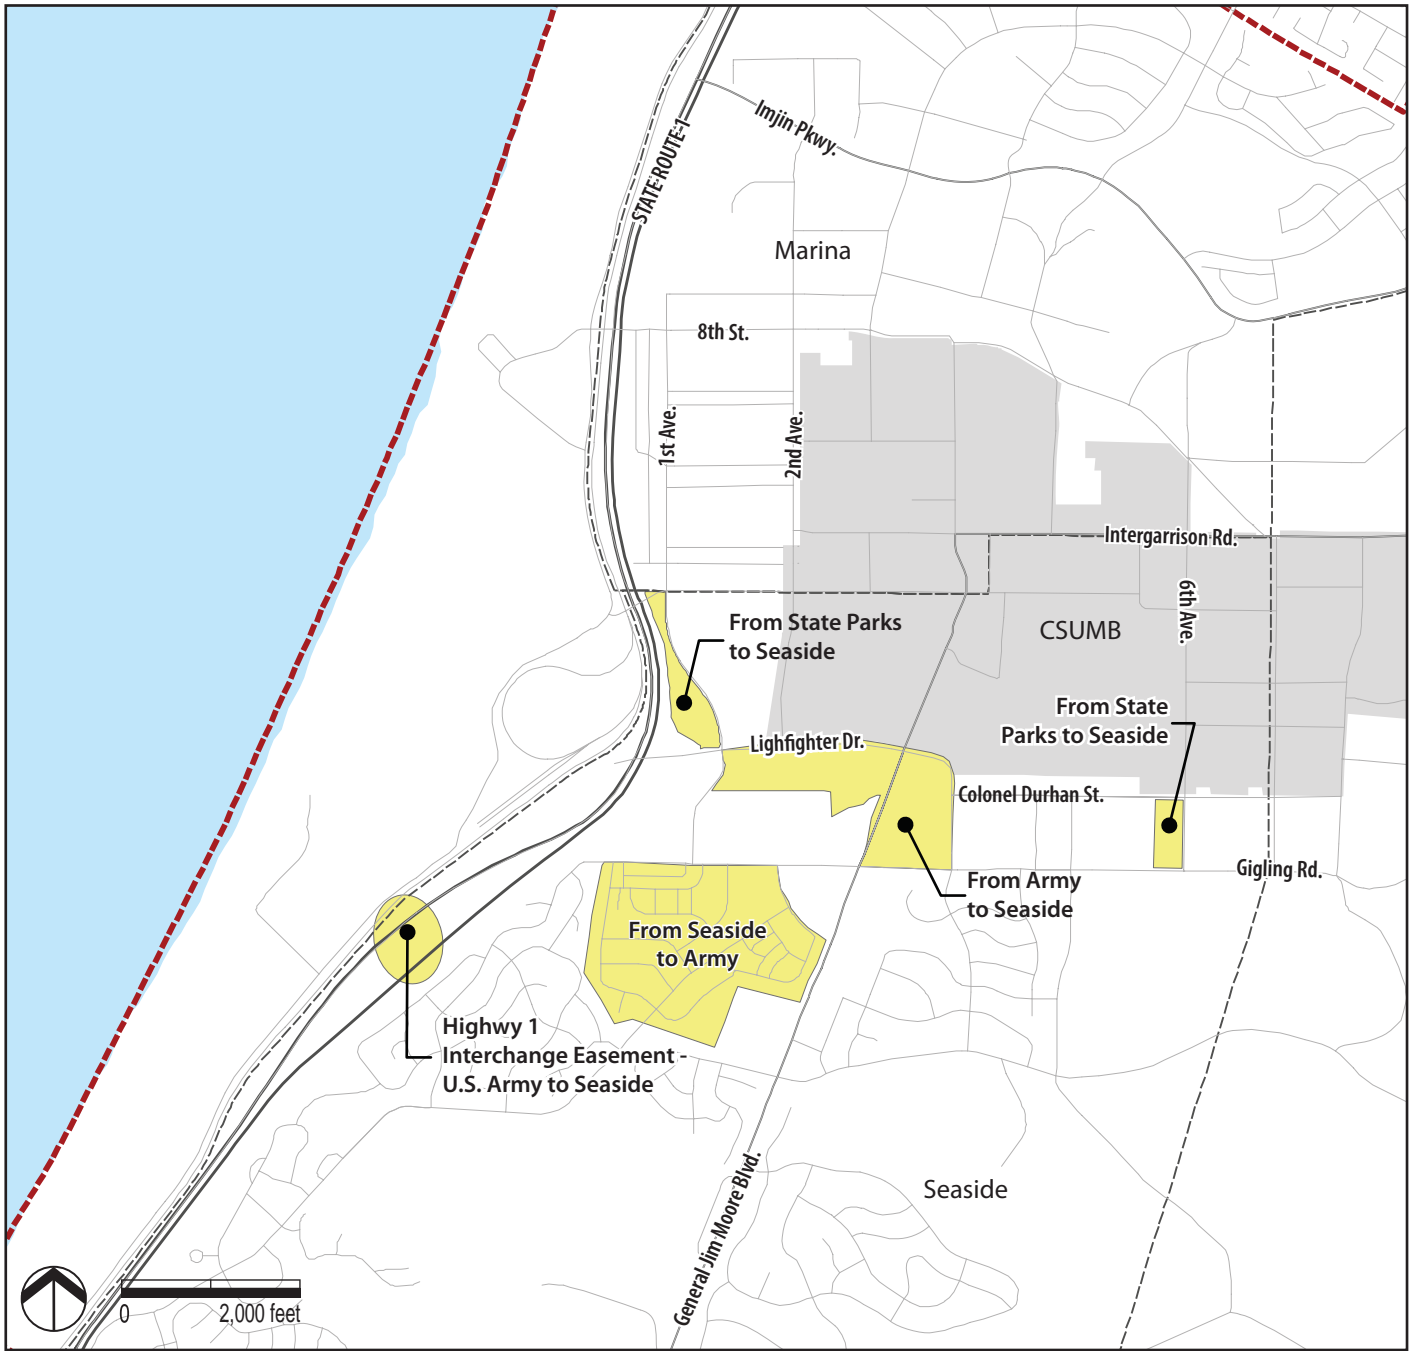 Imjin Pkwy.
STATE ROUTE 1
Marina
8th St.
1st Ave.
2nd Ave.
Intergarrison Rd.
6th Ave.
CSUMB
From State Parks
to Seaside
From State
Parks to Seaside
Lighfighter Dr.
Colonel Durhan St.
Gigling Rd.
From Army
to Seaside
From Seaside
to Army
Highwy 1
Interchange Easement -
U.S. Army to Seaside
Seaside
General Jim Moore Blvd.
0 2,000 feet